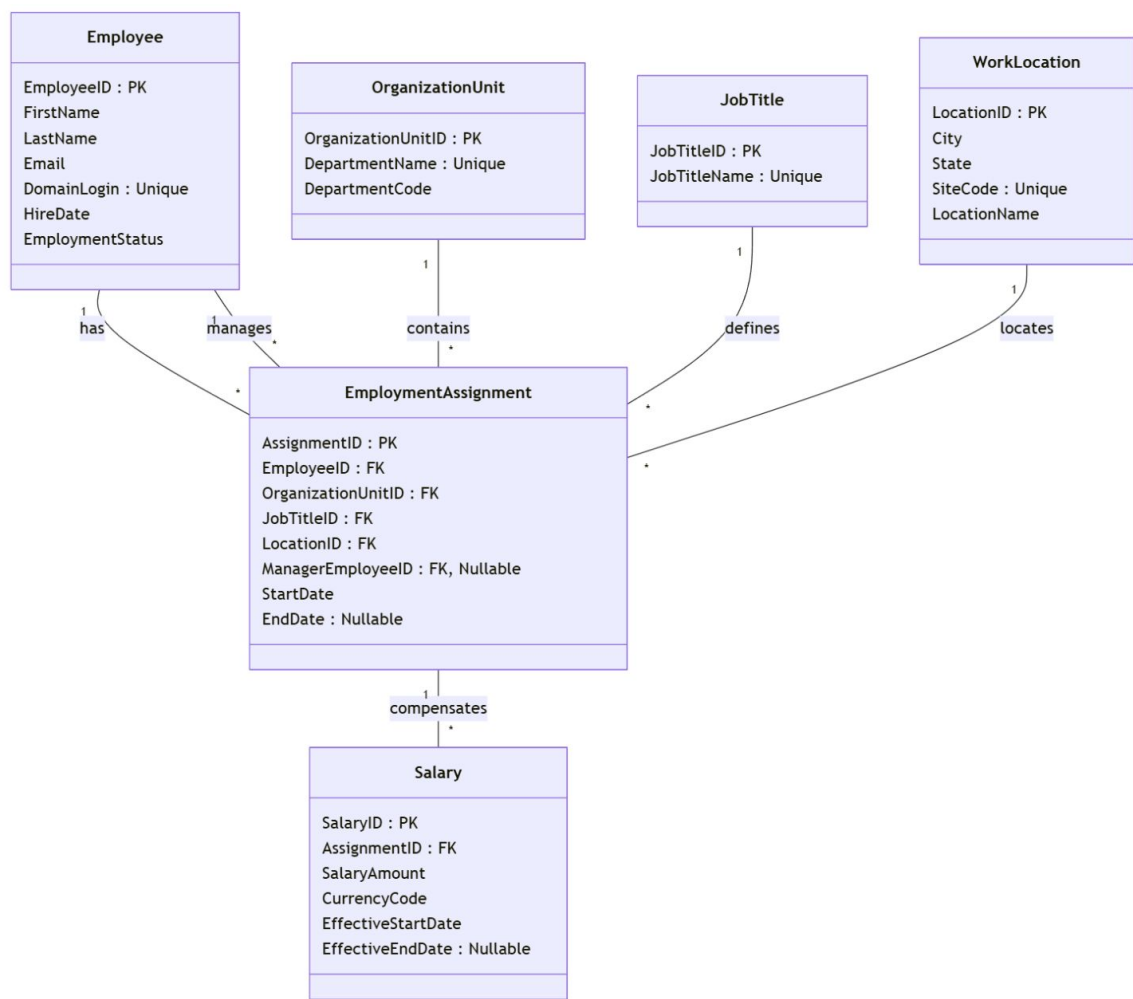 Employee
EmployeeID : PK
FirstName
LastName
Email
DomainLogin : Unique
HireDate
EmploymentStatus
OrganizationUnit
OrganizationUnitID : PK
DepartmentName : Unique
DepartmentCode
JobTitle
JobTitleID : PK
JobTitleName : Unique
WorkLocation
LocationID : PK
City
State
SiteCode : Unique
LocationName
1
has
*
1
manages
*
1
contains
*
1
defines
*
1
locates
*
EmploymentAssignment
AssignmentID : PK
EmployeeID : FK
OrganizationUnitID : FK
JobTitleID : FK
LocationID : FK
ManagerEmployeeID : FK, Nullable
StartDate
EndDate : Nullable
1
compensates
*
Salary
SalaryID : PK
AssignmentID : FK
SalaryAmount
CurrencyCode
EffectiveStartDate
EffectiveEndDate : Nullable